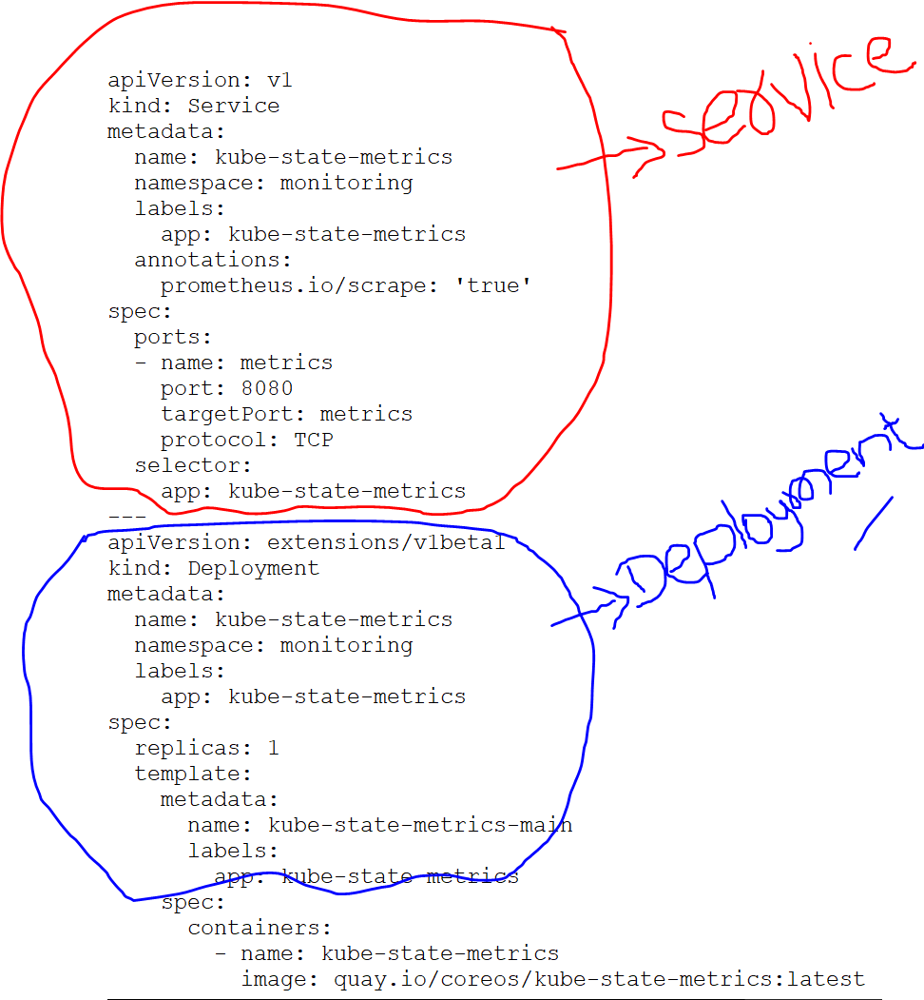 apiVersion: v1
kind: Service
metadata:
  name: kube-state-metrics
  namespace: monitoring
  labels:
    app: kube-state-metrics
  annotations:
    prometheus.io/scrape: 'true'
spec:
  ports:
  - name: metrics
    port: 8080
    targetPort: metrics
    protocol: TCP
  selector:
    app: kube-state-metrics
---
apiVersion: extensions/v1beta1
kind: Deployment
metadata:
  name: kube-state-metrics
  namespace: monitoring
  labels:
    app: kube-state-metrics
spec:
  replicas: 1
  template:
    metadata:
      name: kube-state-metrics-main
      labels:
        app: kube-state-metrics
    spec:
      containers:
        - name: kube-state-metrics
          image: quay.io/coreos/kube-state-metrics:latest
service
Deployment